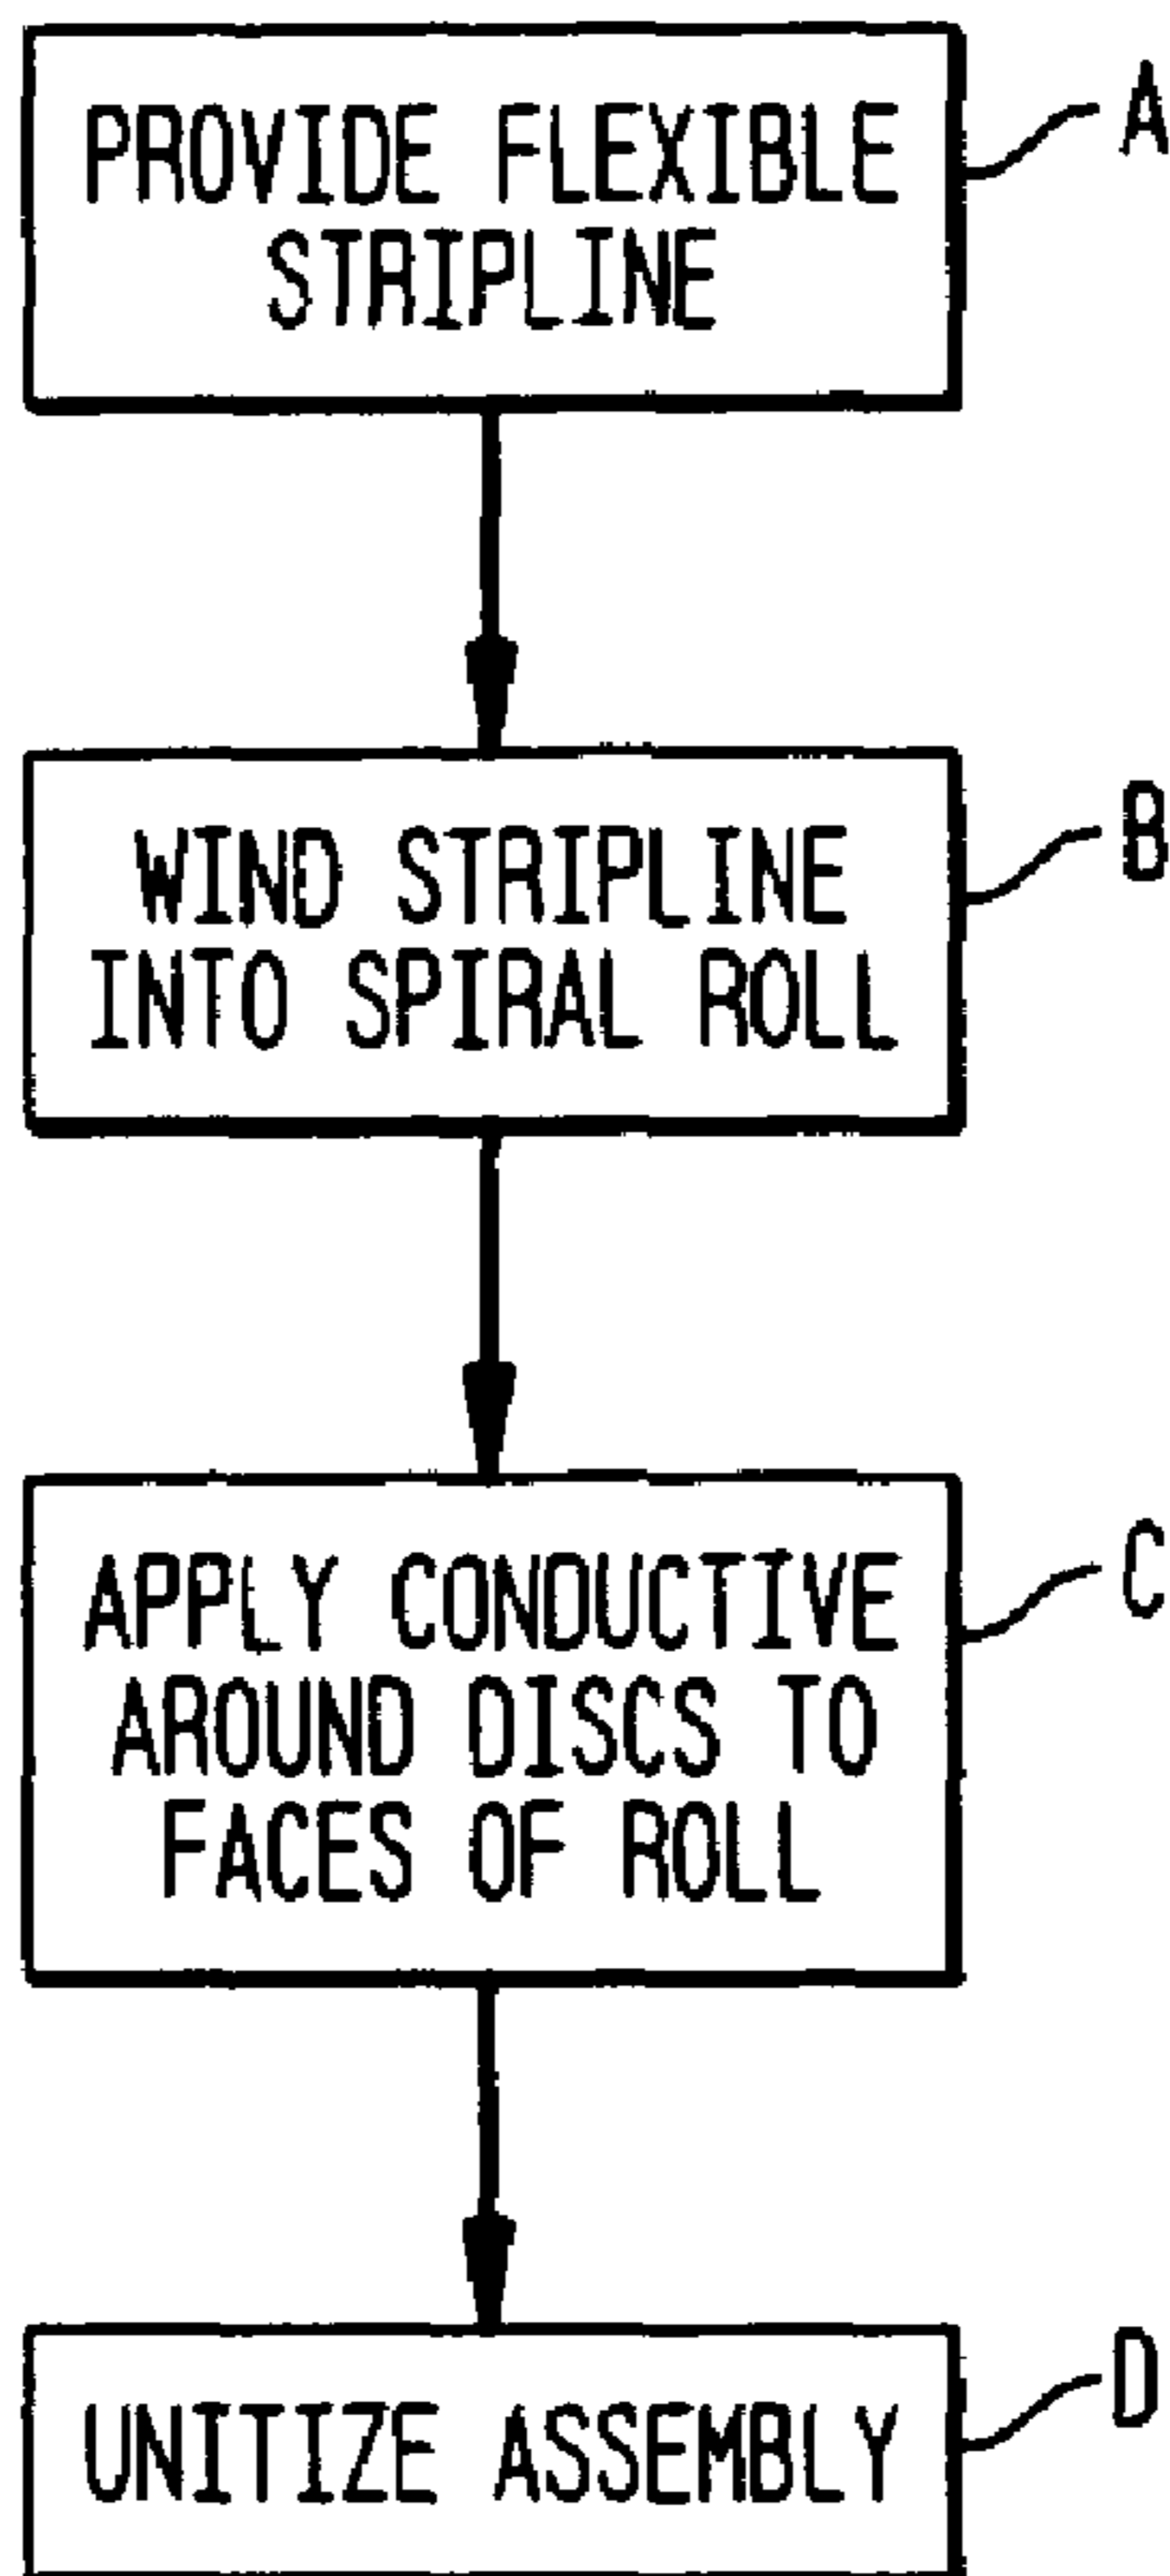 PROVIDE FLEXIBLE
STRIPLINE
A
WIND STRIPLINE
INTO SPIRAL ROLL
B
APPLY CONDUCTIVE
AROUND DISCS TO
FACES OF ROLL
C
UNITIZE ASSEMBLY
D